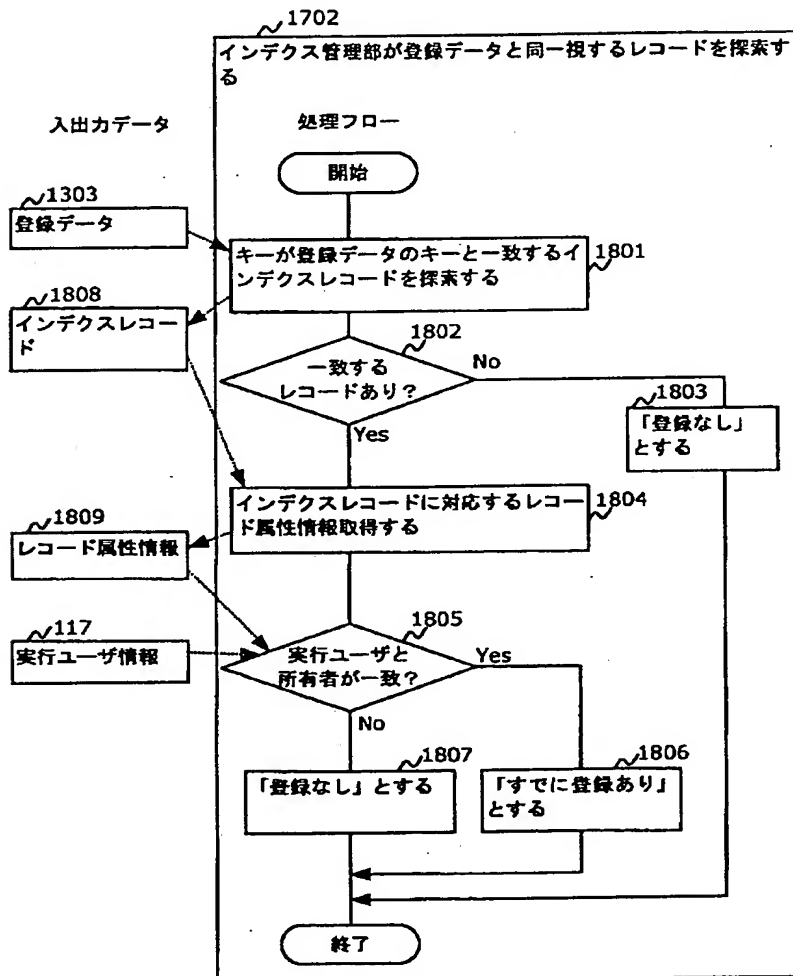 1702
インデクス管理部が登録データと同一視するレコードを探索す
る
入出力データ
処理フロー
開始
1303
登録データ
キーが登録データのキーと一致するイ
ンデクスレコードを探索する
1801
1808
インデクスレコー
ド
1802
一致する
レコードあり?
No
Yes
1803
「登録なし」
とする
インデクスレコードに対応するレコー
ド属性情報取得する
1804
1809
レコード属性情報
117
実行ユーザ情報
1805
実行ユーザと
所有者が一致?
Yes
No
1807
「登録なし」とする
1806
「すでに登録あり」
とする
終了